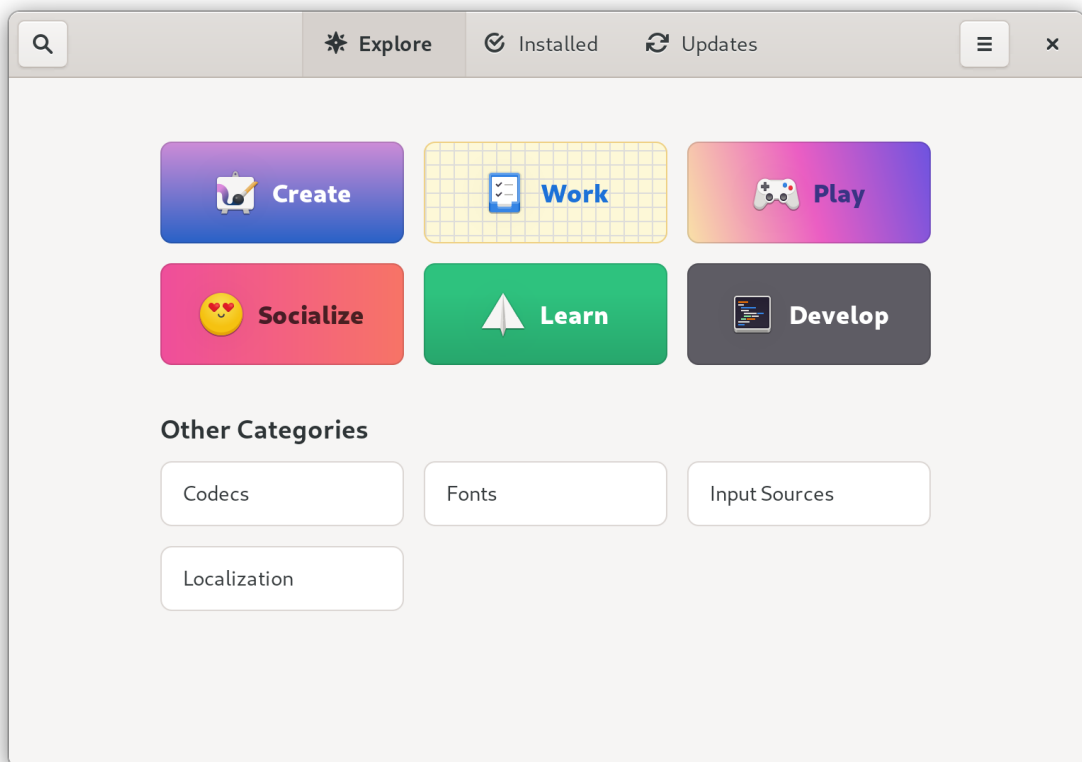 Explore Installed Updates
Create Work Play
Socialize Learn Develop
Other Categories
Codecs Fonts Input Sources
Localization